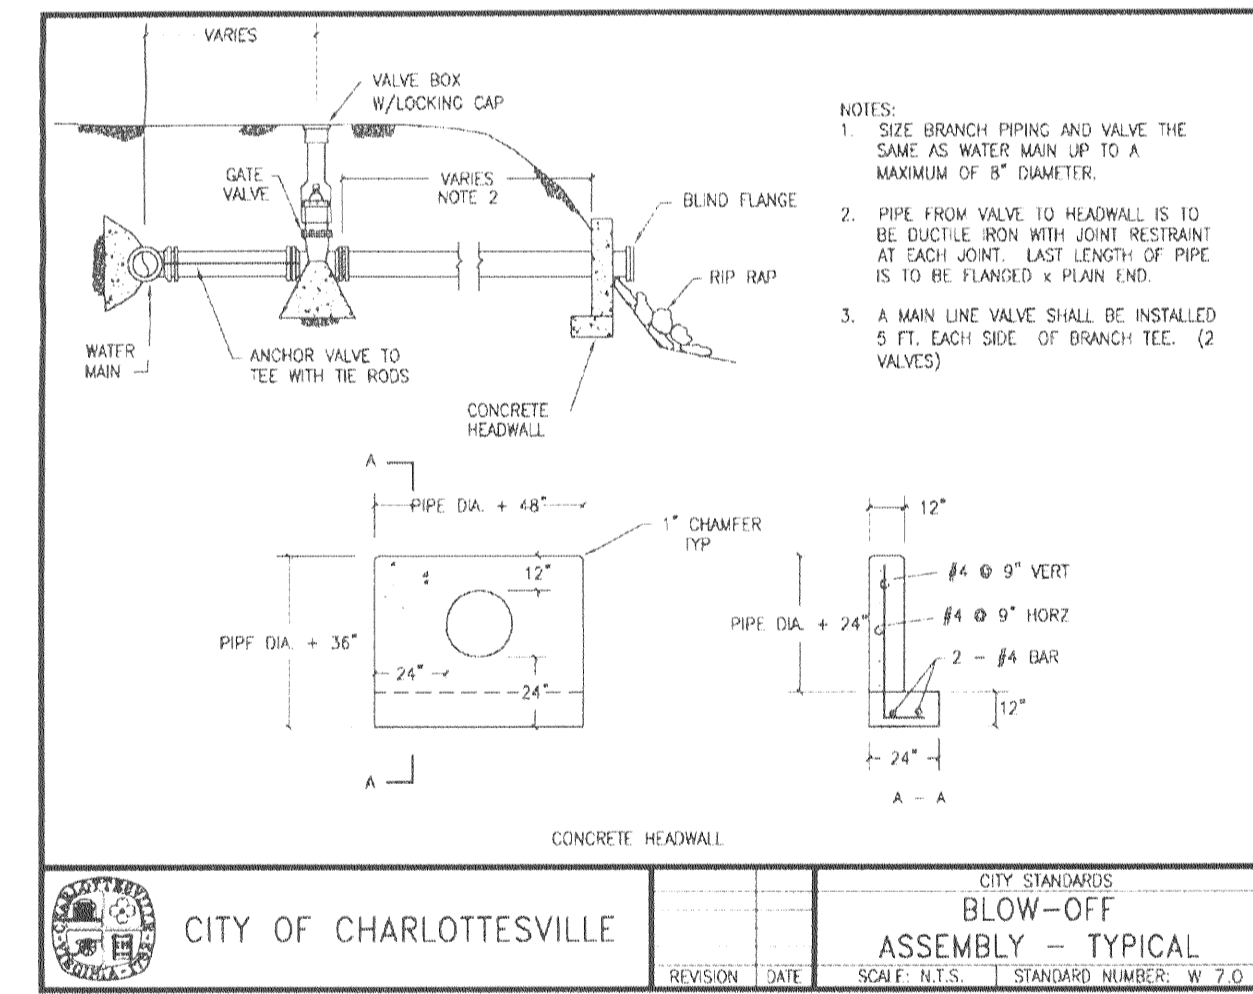 VARIES
VALVE BOX
W/LOCKING CAP
GATE
VALVE
VARIES
NOTE 2
BLIND FLANGE
RIP RAP
WATER
MAIN
ANCHOR VALVE TO
TEE WITH TIE RODS
CONCRETE
HEADWALL
NOTES:
1. SIZE BRANCH PIPING AND VALVE THE
SAME AS WATER MAIN UP TO A
MAXIMUM OF 8" DIAMETER.
2. PIPE FROM VALVE TO HEADWALL IS TO
BE DUCTILE IRON WITH JOINT RESTRAINT
AT EACH JOINT. LAST LENGTH OF PIPE
IS TO BE FLANGED x PLAIN END.
3. A MAIN LINE VALVE SHALL BE INSTALLED
5 FT. EACH SIDE OF BRANCH TEE. (2
VALVES)
A
PIPE DIA. + 48"
1" CHAMFER
TYP
12"
PIPE DIA. + 36"
24"
24"
A
12"
#4 @ 9" VERT
PIPE DIA. + 24"
#4 @ 9" HORZ
2 - #4 BAR
12"
24"
A - A
CONCRETE HEADWALL
CHARLOTTESVILLE
VIRGINIA
CITY OF CHARLOTTESVILLE
REVISION DATE
CITY STANDARDS
BLOW-OFF
ASSEMBLY - TYPICAL
SCALE: N.T.S. STANDARD NUMBER: W 7.0